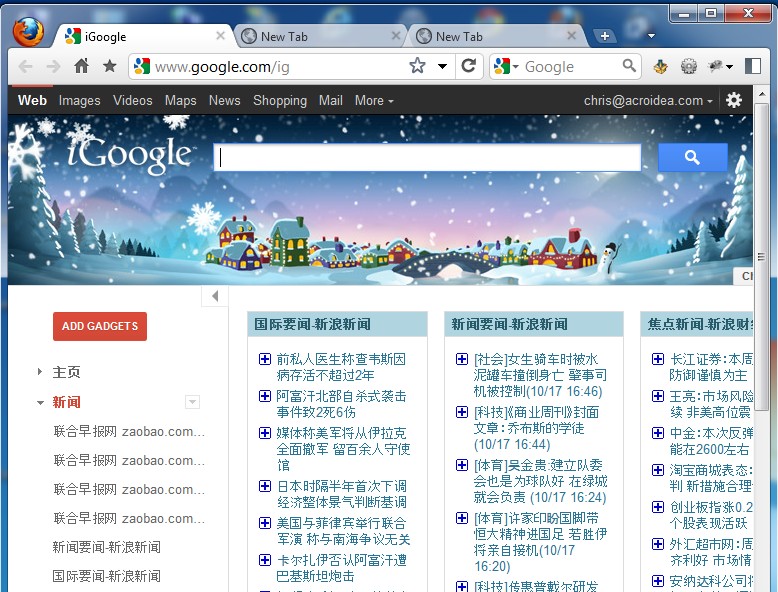 iGoogle
New Tab
New Tab
www.google.com/ig
Google
Web Images Videos Maps News Shopping Mail More
chris@acroidea.com
iGoogle
ADD GADGETS
主页
新闻
联合早报网 zaobao.com...
联合早报网 zaobao.com...
联合早报网 zaobao.com...
联合早报网 zaobao.com...
新闻要闻-新浪新闻
国际要闻-新浪新闻
国际要闻-新浪新闻
前私人医生称查韦斯因
病存活不超过2年
阿富汗北部自杀式袭击
事件致2死6伤
媒体称美军将从伊拉克
全面撤军 留百余人守使
馆
日本时隔半年首次下调
经济整体景气判断基调
美国与菲律宾举行联合
军演 称与南海争议无关
卡尔扎伊否认阿富汗遭
巴基斯坦炮击
新闻要闻-新浪新闻
[社会]女生骑车时被水
泥罐车撞倒身亡 肇事司
机被控制(10/17 16:46)
[科技]《商业周刊》封面
文章:乔布斯的学徒
(10/17 16:44)
[体育]吴金贵:建立队委
会也是为球队好 在绿城
就会负责 (10/17 16:24)
[体育]许家印盼国脚带
恒大精神进国足 若胜伊
将亲自接机(10/17
16:20)
[科技]传惠普戴尔研发
焦点新闻-新浪财经
长江证券:本周
防御谨慎为主
王亮:市场风险
续 非美高位震
中金:本次反弹
能在2600左右
淘宝商城表态:
判 新措施合理
创业板指涨0.2
个股表现活跃
外汇超市网:周
齐利好 市场情
安纳达科公司将